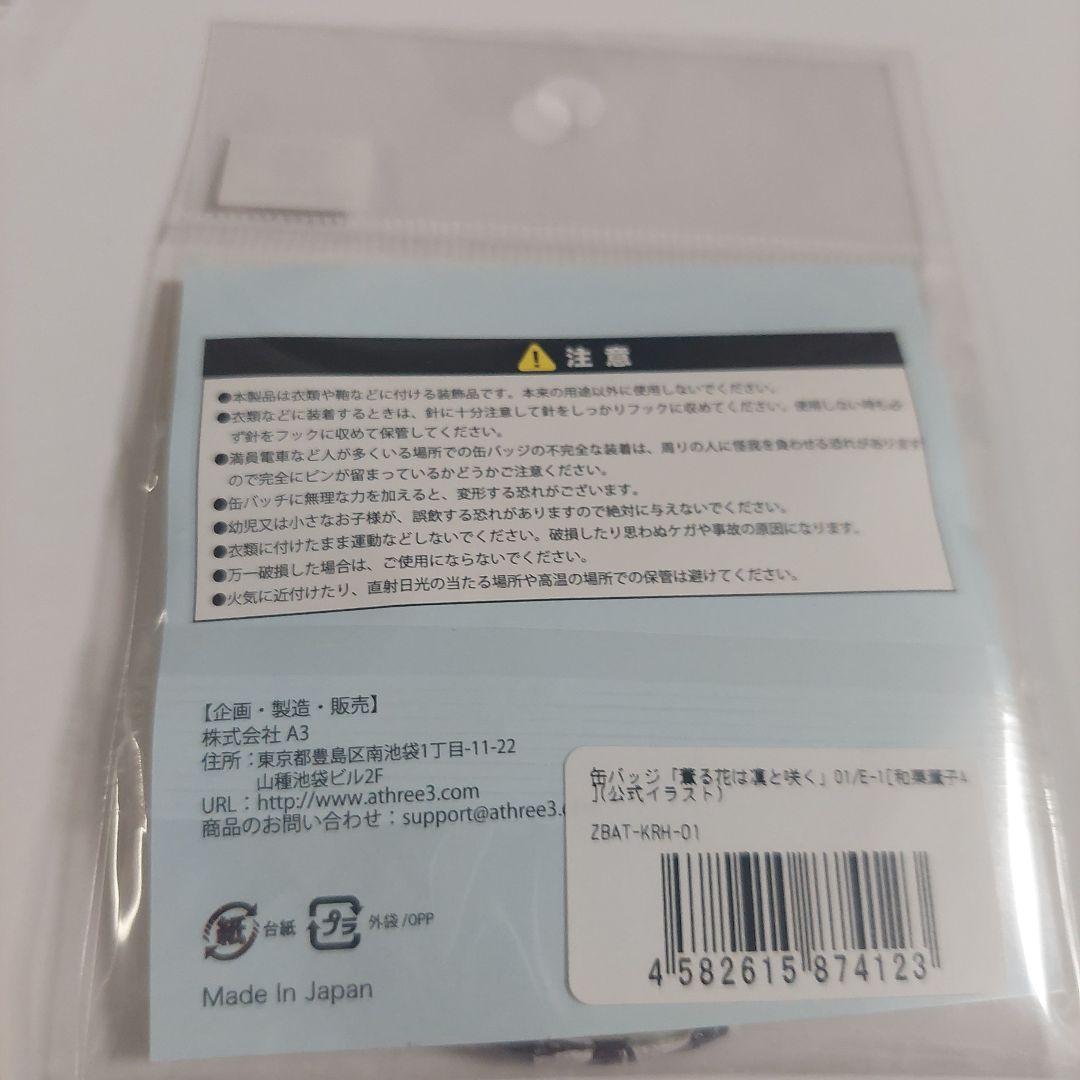 注意
●本製品は衣類や鞄などに付ける装飾品です。本来の用途以外に使用しないでください。
●衣類などに装着するときは、針に十分注意して針をしっかりフックに収めてください。使用しない時も必
ず針をフックに収めて保管してください。
●満員電車など人が多くいる場所での缶バッジの不完全な装着は、周りの人に怪我を負わせる恐れがあります
ので完全にピンが留まっているかどうかご注意ください。
●缶バッチに無理な力を加えると、変形する恐れがございます。
●幼児又は小さなお子様が、誤飲する恐れがありますので絶対に与えないでください。
●衣類に付けたまま運動などしないでください。破損したり思わぬケガや事故の原因になります。
●万一破損した場合は、ご使用にならないでください。
●火気に近付けたり、直射日光の当たる場所や高温の場所での保管は避けてください。
【企画・製造・販売】
株式会社 A3
住所：東京都豊島区南池袋1丁目-11-22
山種池袋ビル2F
URL：http://www.athree3.com
商品のお問い合わせ：support@athree3.
缶バッジ「薫る花は凛と咲く」01/E-1[和栗薫子A
](公式イラスト)
ZBAT-KRH-01
4 582615 874123
紙 台紙 プラ 外袋/OPP
Made In Japan